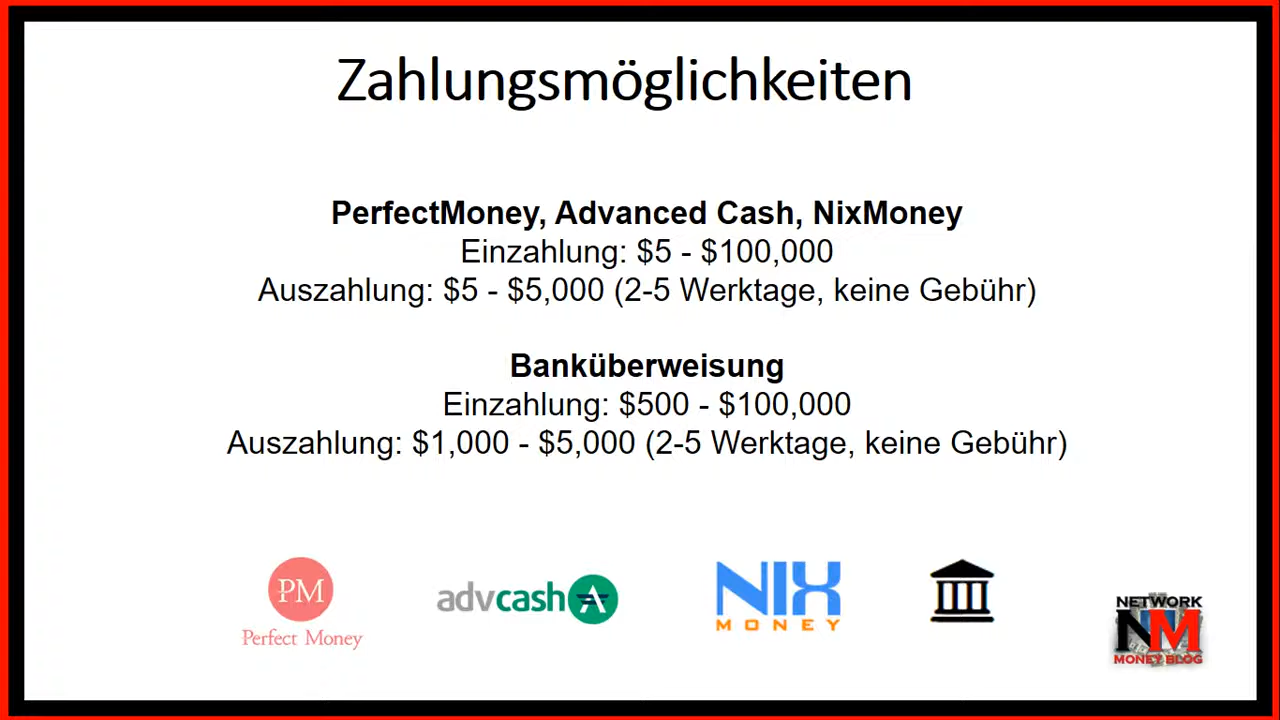 Zahlungsmöglichkeiten
PerfectMoney, Advanced Cash, NixMoney
Einzahlung: $5 - $100,000
Auszahlung: $5 - $5,000 (2-5 Werktage, keine Gebühr)
Banküberweisung
Einzahlung: $500 - $100,000
Auszahlung: $1,000 - $5,000 (2-5 Werktage, keine Gebühr)
PM
Perfect Money
advcash
NIX
MONEY
NETWORK
NM
MONEY BLOG